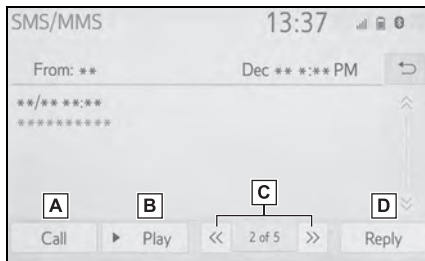 SMS/MMS 13:37
From: ** Dec ** *:** PM
**/** **:**
**********
A B C D
Call ▶ Play << 2 of 5 >> Reply